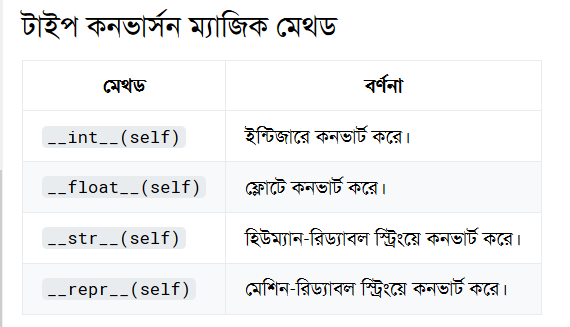 টাইপ কনভার্সন ম্যাজিক মেথড
মেথড বর্ণনা
__int__(self) ইন্টিজারে কনভার্ট করে।
__float__(self) ফ্লোটে কনভার্ট করে।
__str__(self) হিউম্যান-রিড্যাবল স্ট্রিংয়ে কনভার্ট করে।
__repr__(self) মেশিন-রিড্যাবল স্ট্রিংয়ে কনভার্ট করে।